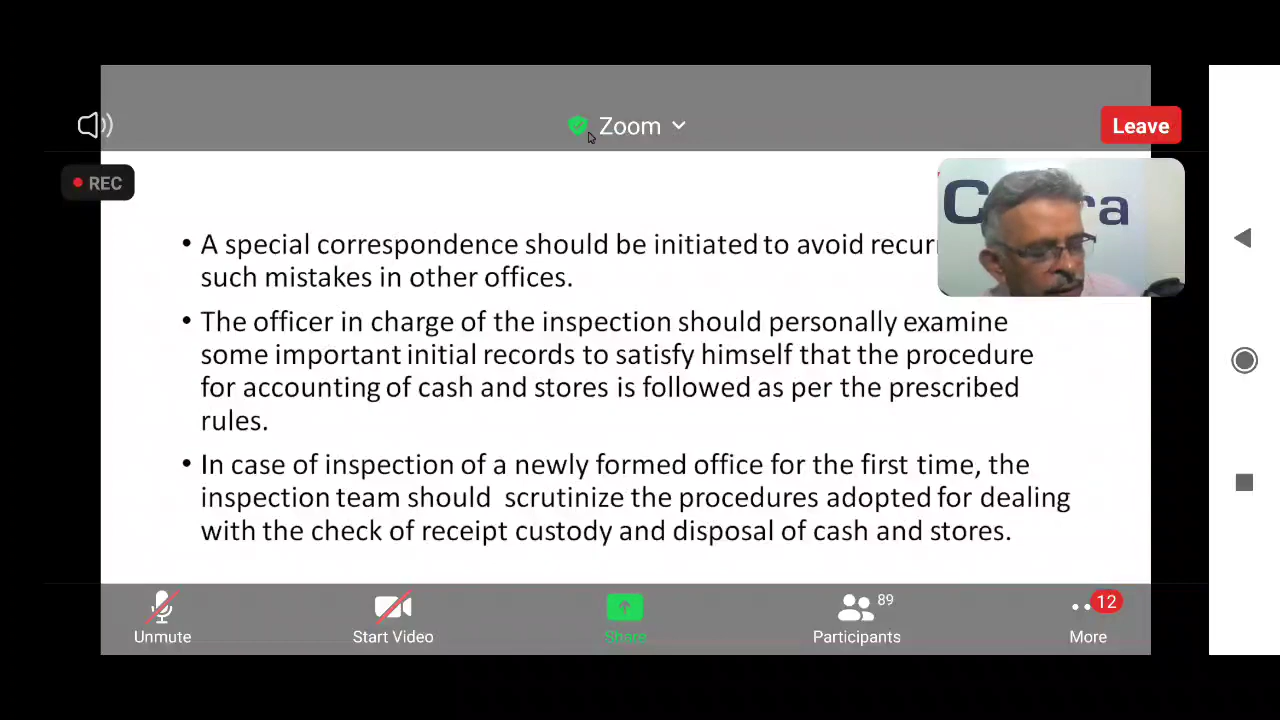 Zoom
Leave
REC
• A special correspondence should be initiated to avoid
such mistakes in other offices.
• The officer in charge of the inspection should personally examine
some important initial records to satisfy himself that the procedure
for accounting of cash and stores is followed as per the prescribed
rules.
• In case of inspection of a newly formed office for the first time, the
inspection team should scrutinize the procedures adopted for dealing
with the check of receipt custody and disposal of cash and stores.
89
12
Unmute
Start Video
Share
Participants
More